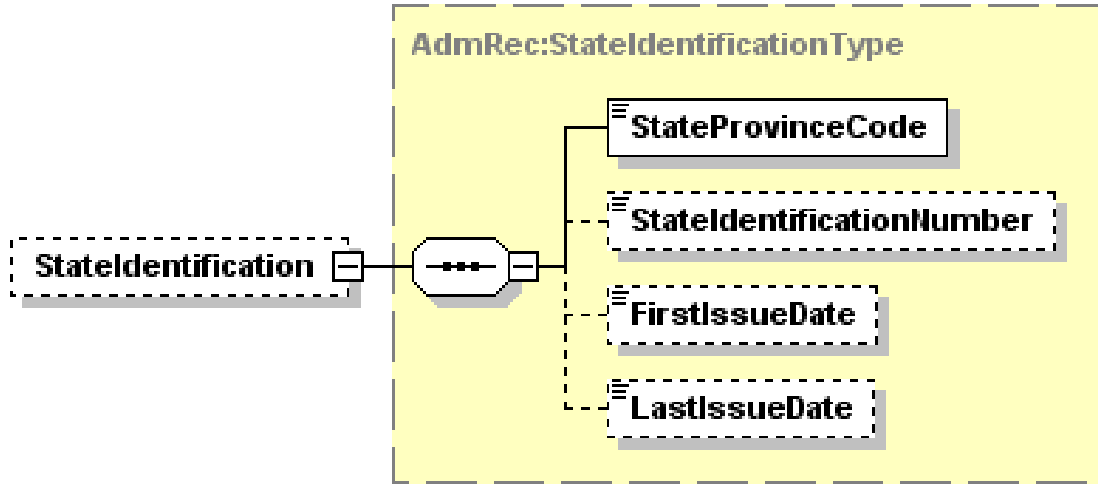 AdmRec:StateIdentificationType
StateProvinceCode
StateIdentificationNumber
StateIdentification
FirstIssueDate
LastIssueDate